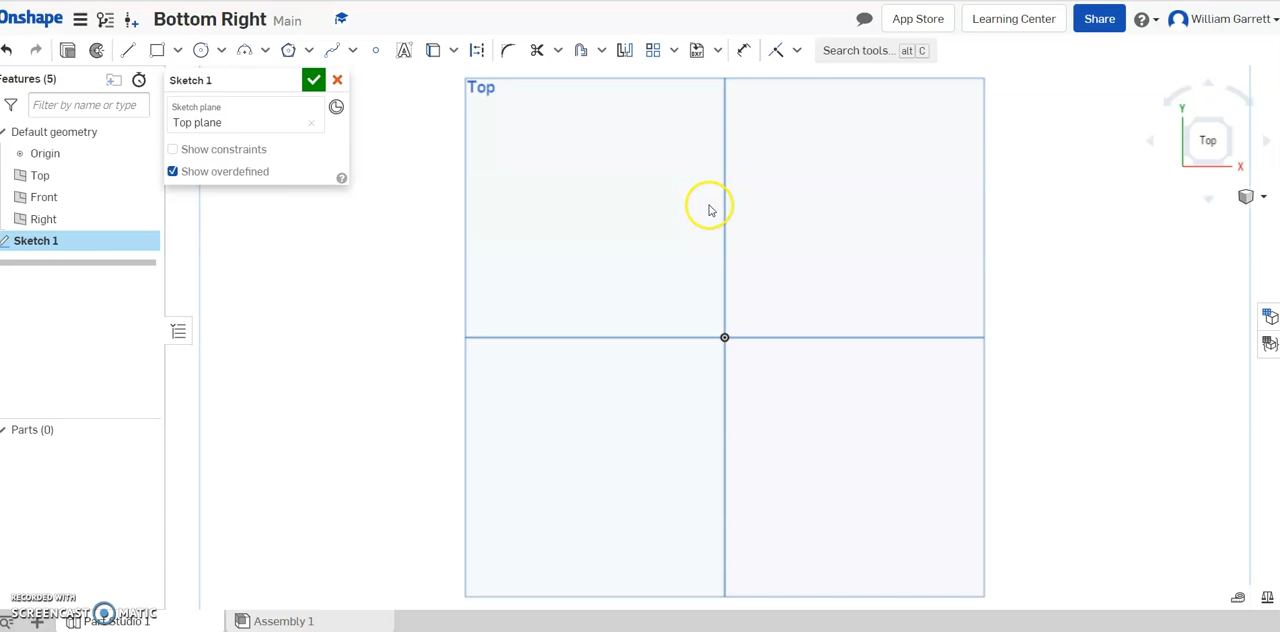 Onshape
Bottom Right Main
App Store
Learning Center
Share
William Garrett
Search tools... alt C
Features (5)
Filter by name or type
Default geometry
Origin
Top
Front
Right
Sketch 1
Parts (0)
Sketch 1
Sketch plane
Top plane
Show constraints
Show overdefined
Top
Y
Top
X
RECORDED WITH
SCREENCAST MATIC
Part Studio 1
Assembly 1